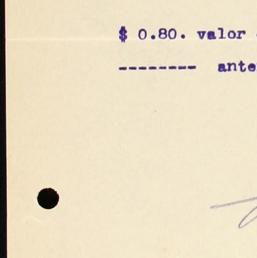 $ 0.80. valor
-------- ante